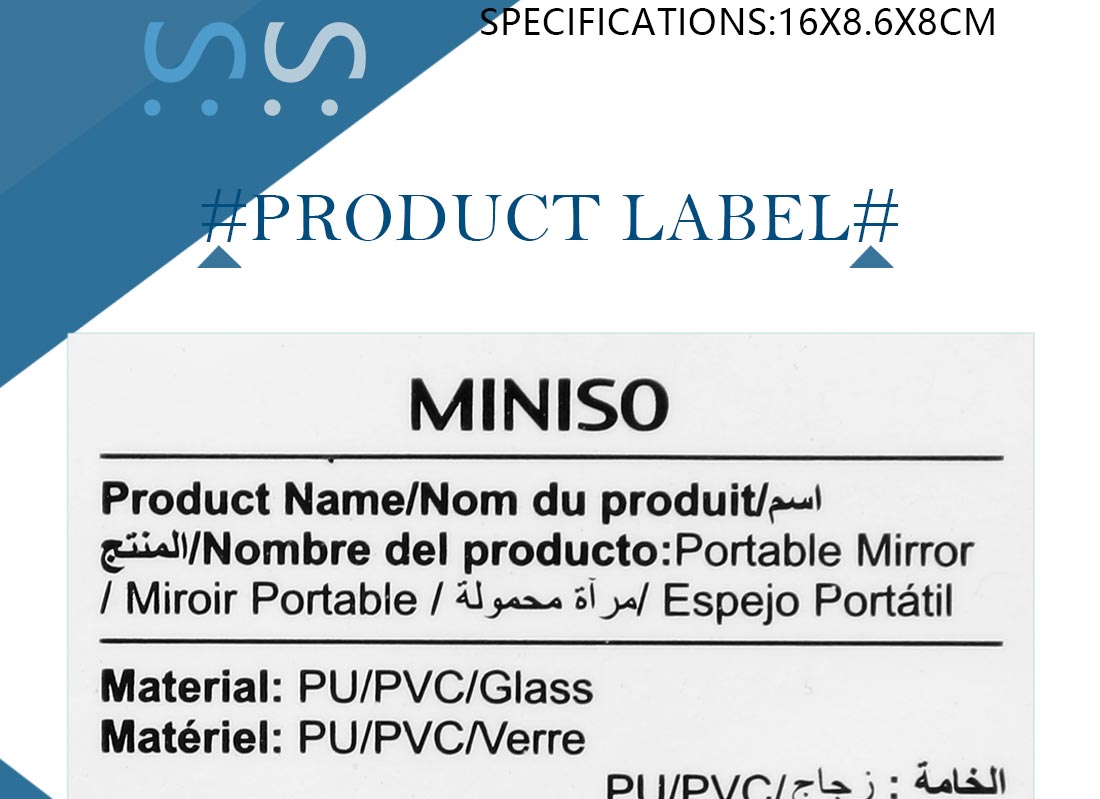 SPECIFICATIONS:16X8.6X8CM
#PRODUCT LABEL#
MINISO
Product Name/Nom du produit/اسم
المنتج/Nombre del producto:Portable Mirror
/ Miroir Portable / مرآة محمولة/ Espejo Portátil
Material: PU/PVC/Glass
Matériel: PU/PVC/Verre
الخامة : زجاج/PU/PVC